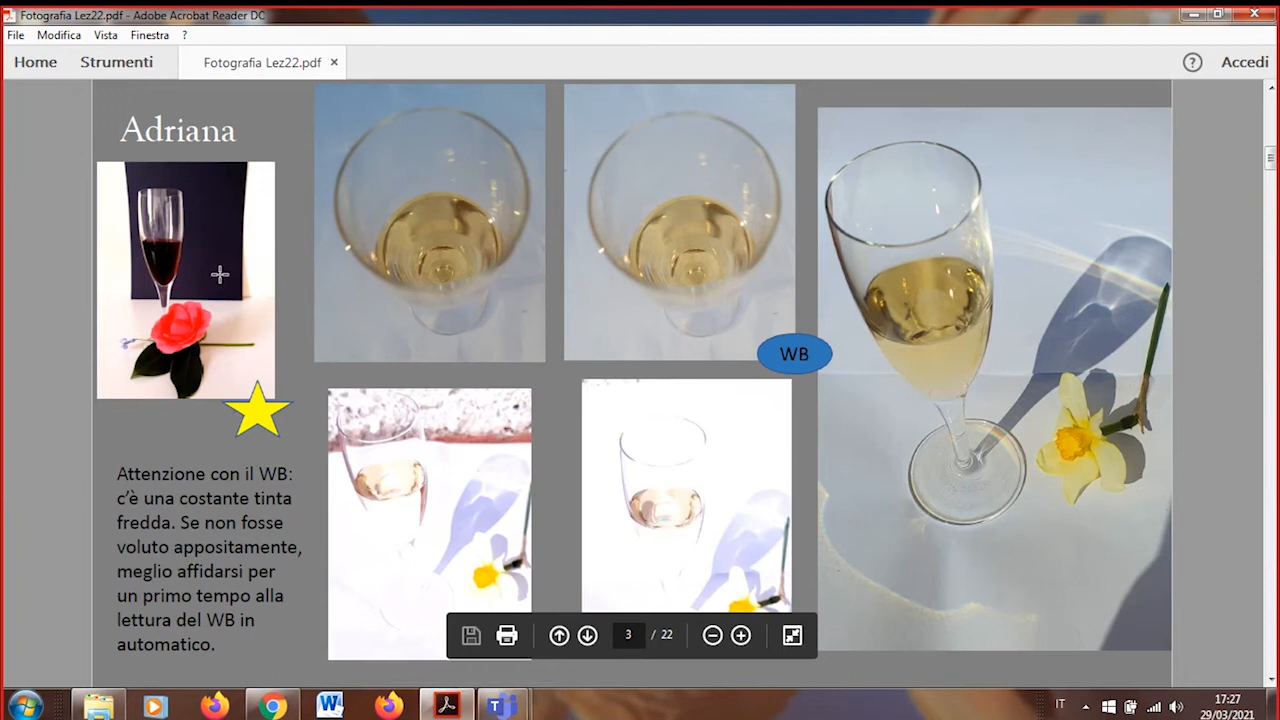 Fotografia Lez22.pdf - Adobe Acrobat Reader DC
File Modifica Vista Finestra ?
Home Strumenti Fotografia Lez22.pdf × ? Accedi
Adriana
WB
Attenzione con il WB:
c'è una costante tinta
fredda. Se non fosse
voluto appositamente,
meglio affidarsi per
un primo tempo alla
lettura del WB in
automatico.
3 / 22
IT
17:27
29/03/2021